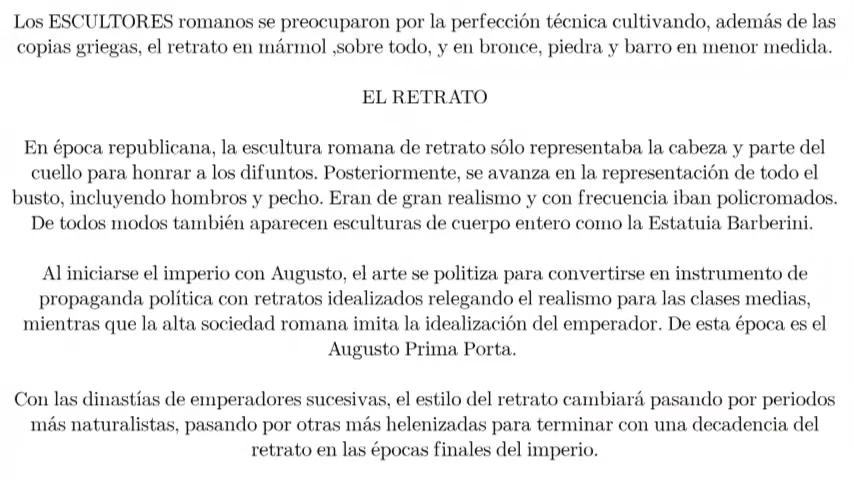 Los ESCULTORES romanos se preocuparon por la perfección técnica cultivando, además de las
copias griegas, el retrato en mármol ,sobre todo, y en bronce, piedra y barro en menor medida.
EL RETRATO
En época republicana, la escultura romana de retrato sólo representaba la cabeza y parte del
cuello para honrar a los difuntos. Posteriormente, se avanza en la representación de todo el
busto, incluyendo hombros y pecho. Eran de gran realismo y con frecuencia iban policromados.
De todos modos también aparecen esculturas de cuerpo entero como la Estatuia Barberini.
Al iniciarse el imperio con Augusto, el arte se politiza para convertirse en instrumento de
propaganda política con retratos idealizados relegando el realismo para las clases medias,
mientras que la alta sociedad romana imita la idealización del emperador. De esta época es el
Augusto Prima Porta.
Con las dinastías de emperadores sucesivas, el estilo del retrato cambiará pasando por periodos
más naturalistas, pasando por otras más helenizadas para terminar con una decadencia del
retrato en las épocas finales del imperio.